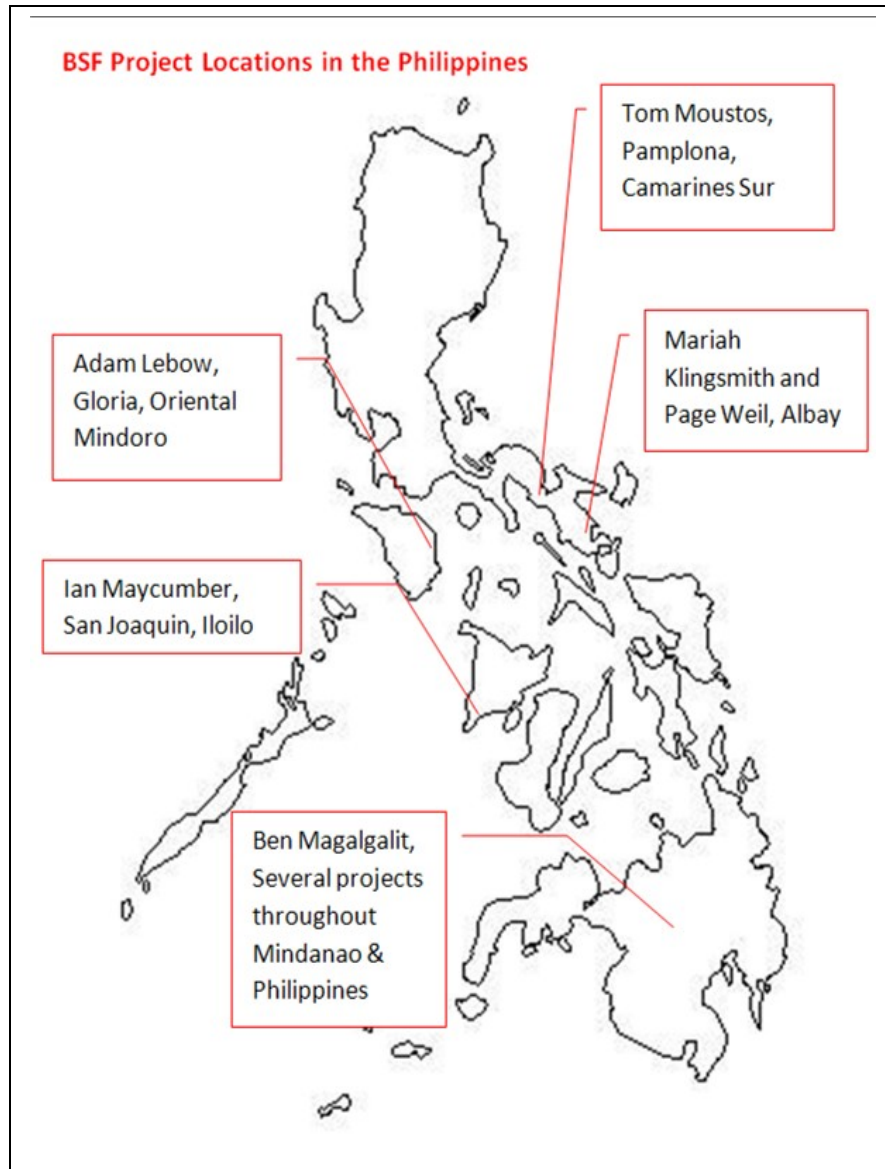 BSF Project Locations in the Philippines
Tom Moustos,
Pamplona,
Camarines Sur
Mariah
Klingsmith and
Page Weil, Albay
Adam Lebow,
Gloria, Oriental
Mindoro
Ian Maycumber,
San Joaquin, Iloilo
Ben Magalgalit,
Several projects
throughout
Mindanao &
Philippines